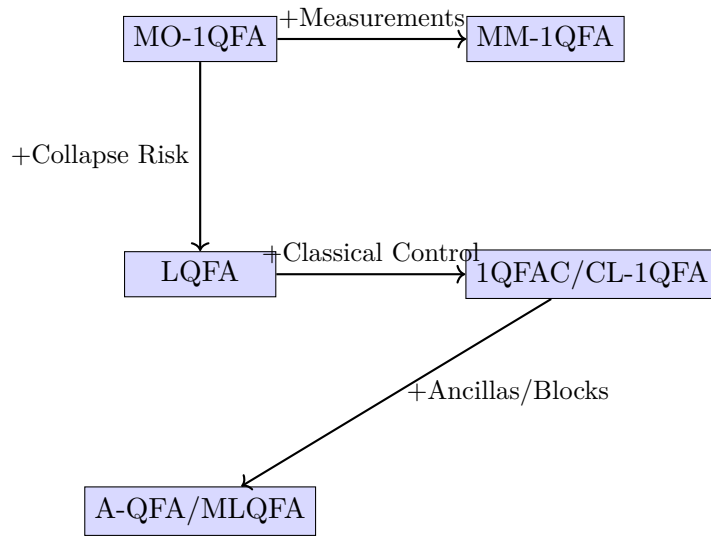 +Measurements
MO-1QFA
MM-1QFA
+Collapse Risk
+Classical Control
LQFA
1QFAC/CL-1QFA
+Ancillas/Blocks
A-QFA/MLQFA